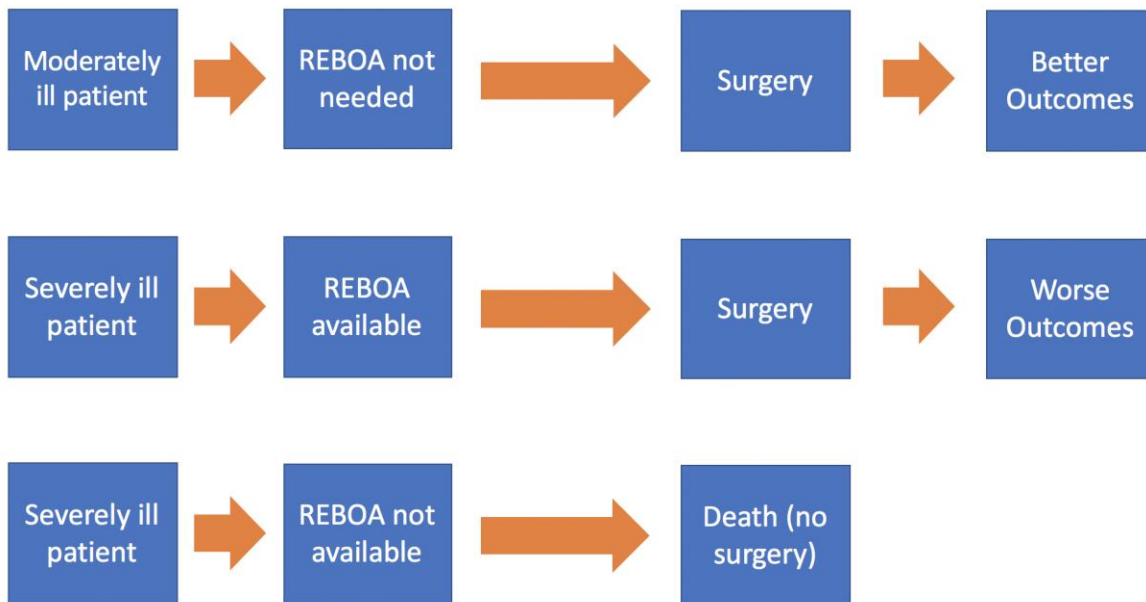 Moderately
ill patient
REBOA not
needed
Surgery
Better
Outcomes
Severely ill
patient
REBOA
available
Surgery
Worse
Outcomes
Severely ill
patient
REBOA not
available
Death (no
surgery)